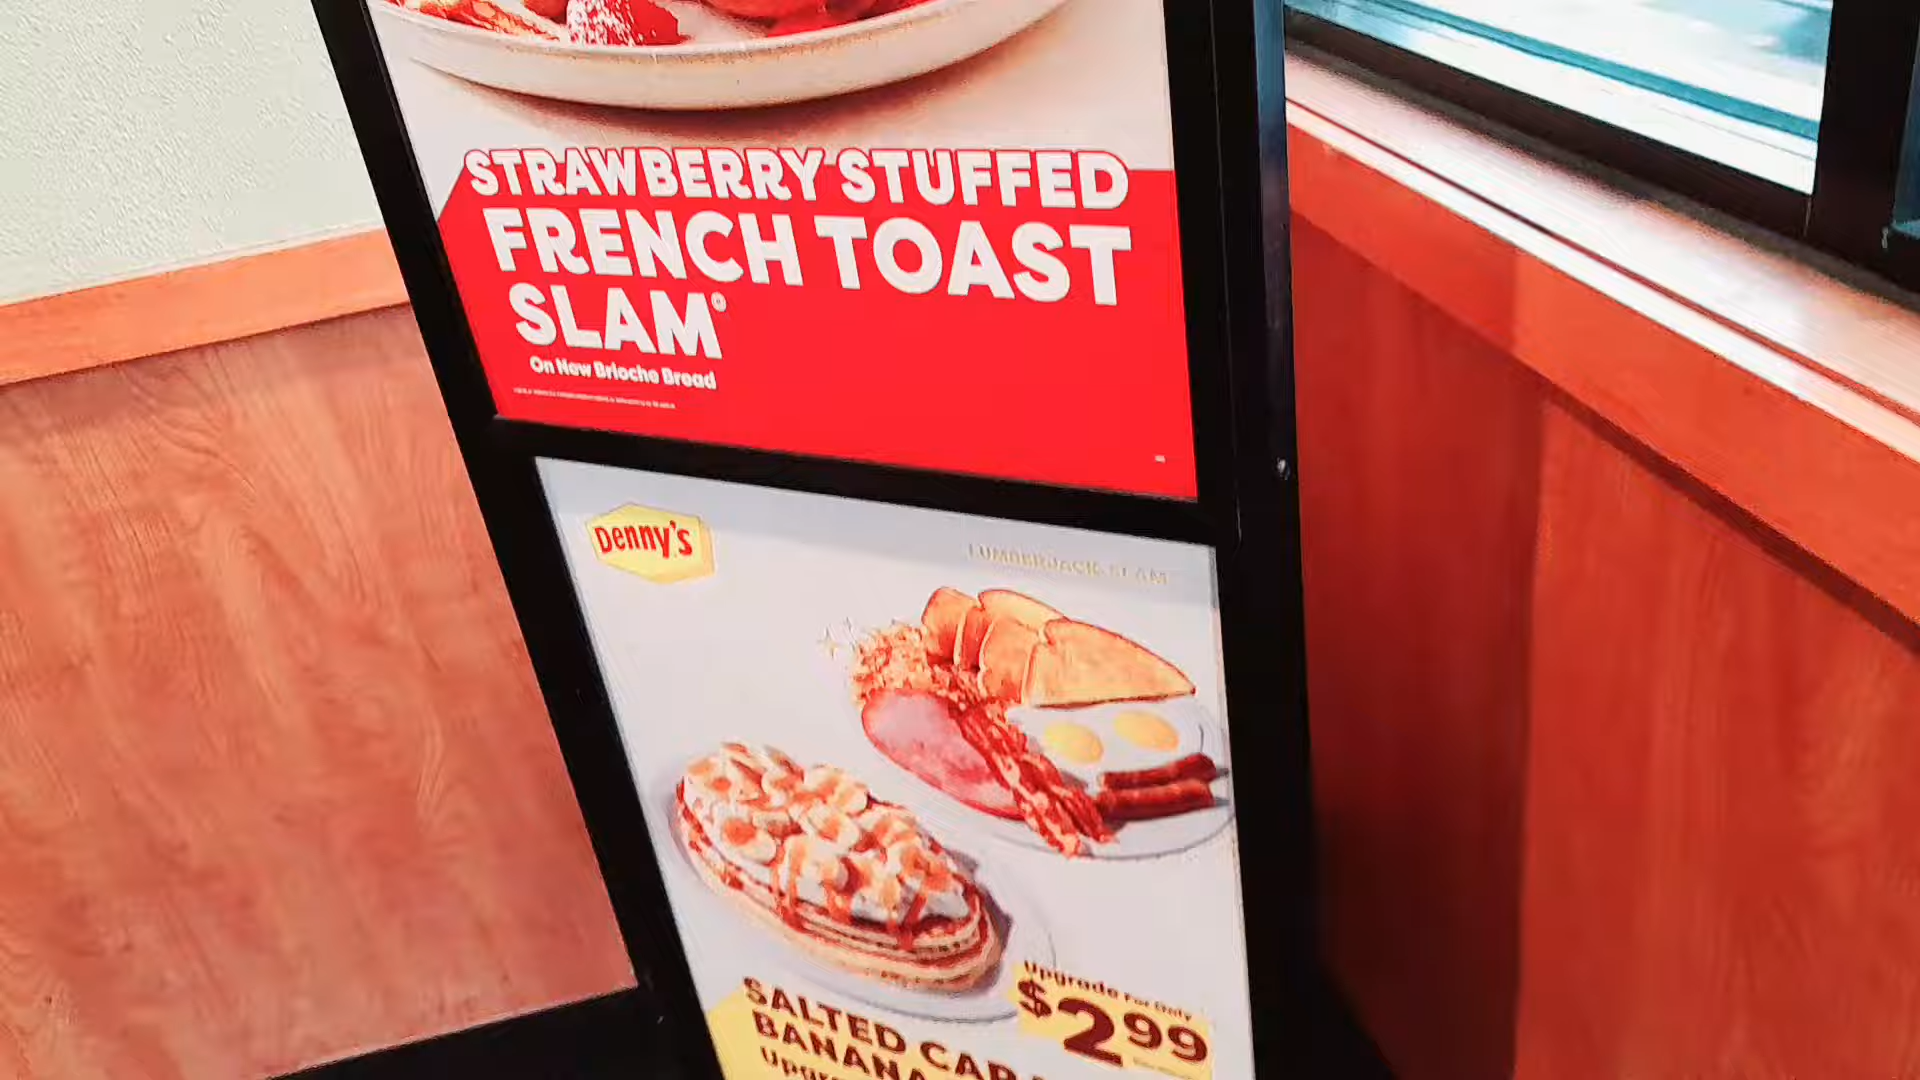 STRAWBERRY STUFFED
FRENCH TOAST
SLAM®
On New Brioche Bread
Denny's
LUMBERJACK SLAM
SALTED CAR
BANANA
Upgra
Upgrade For Only
$2.99